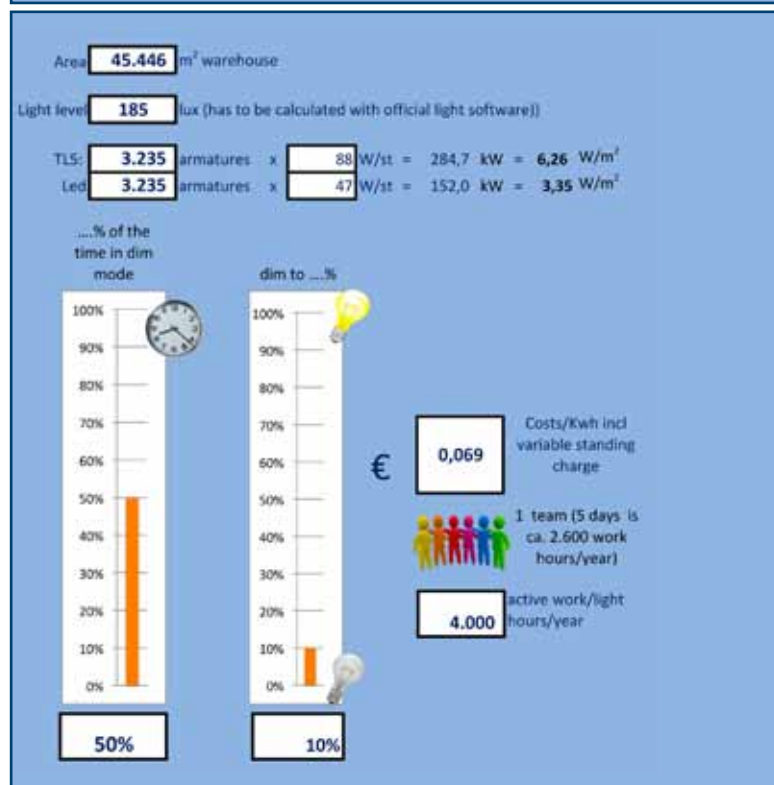 Area 45.446 m² warehouse
Light level 185 lux (has to be calculated with official light software))
TL5: 3.235 armatures x 88 W/st = 284,7 kW = 6,26 W/m²
Led 3.235 armatures x 47 W/st = 152,0 kW = 3,35 W/m²
....% of the
time in dim
mode
dim to ....%
100%
90%
80%
70%
60%
50%
40%
30%
20%
10%
0%
50%
100%
90%
80%
70%
60%
50%
40%
30%
20%
10%
0%
10%
€ 0,069
Costs/Kwh incl
variable standing
charge
1 team (5 days is
ca. 2.600 work
hours/year)
4.000
active work/light
hours/year